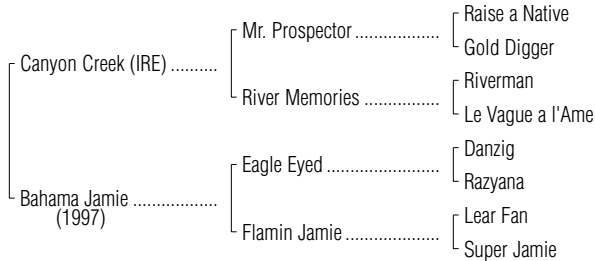 Raise a Native
Mr. Prospector ..................
Gold Digger
Canyon Creek (IRE) ..........
Riverman
River Memories ................
Le Vague a l'Ame
Danzig
Eagle Eyed ........................
Razyana
Bahama Jamie ..................
(1997)
Lear Fan
Flamin Jamie ....................
Super Jamie